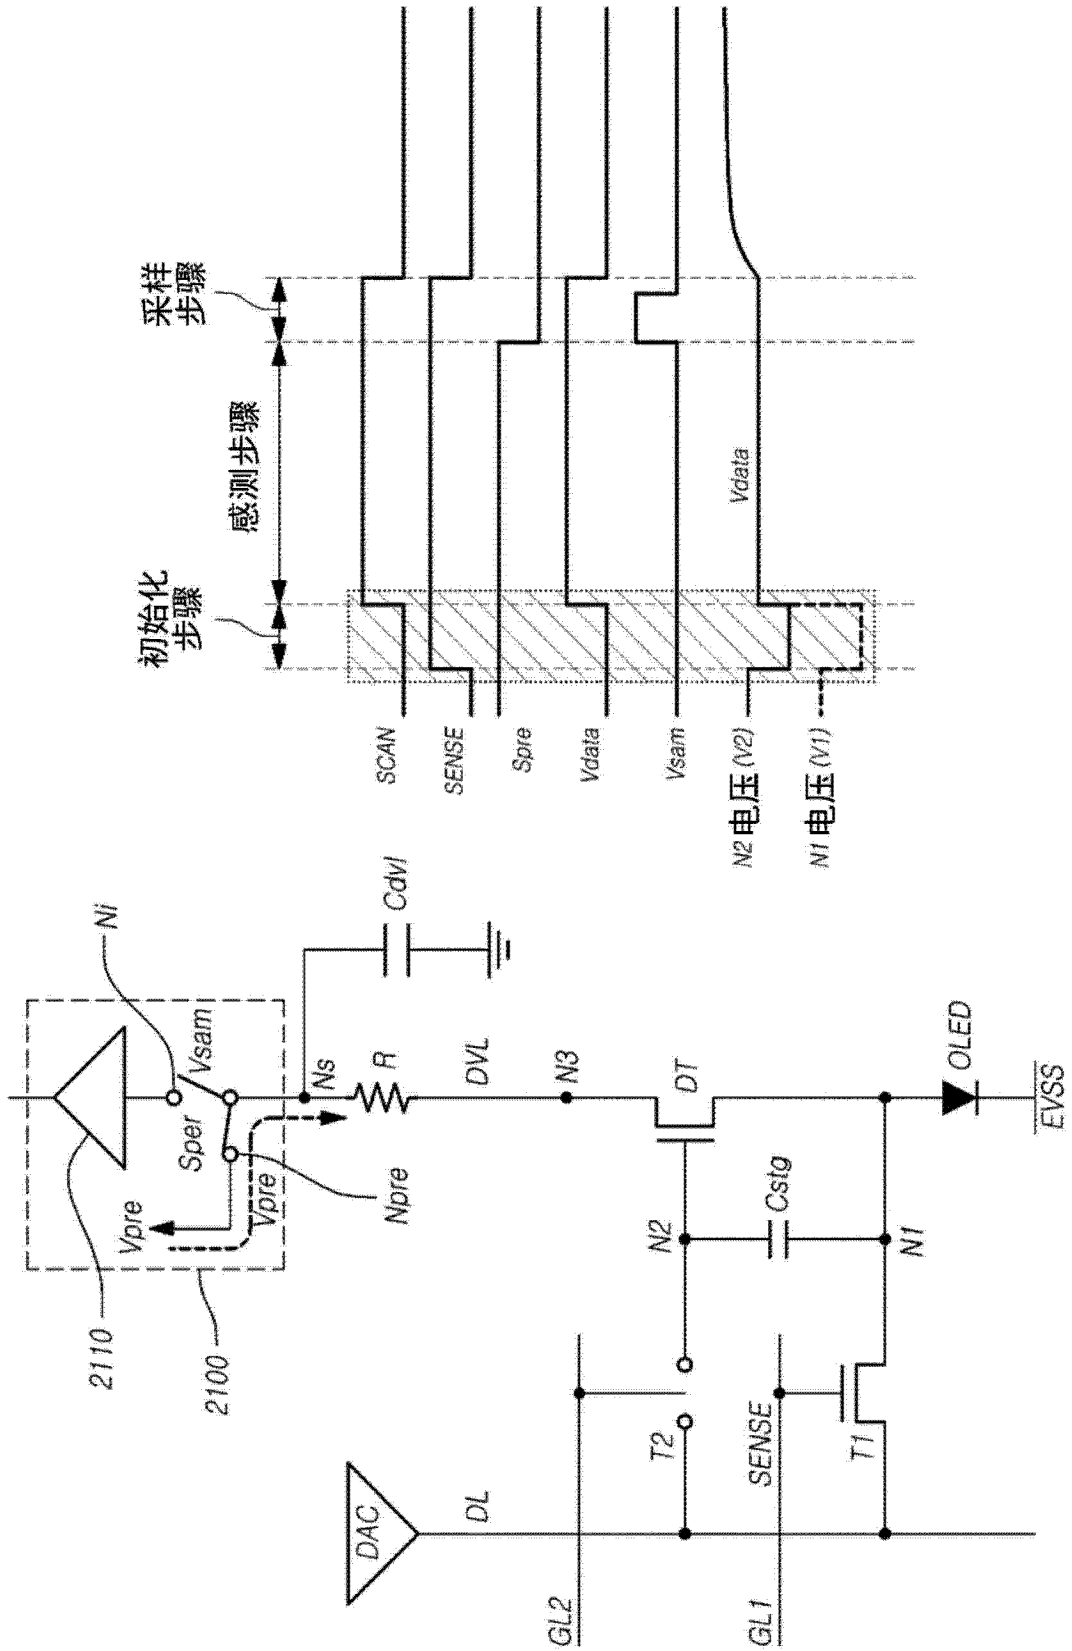 2110
2100
Vpre
Vpre
Sper
Vsam
Ni
Npre
Ns
R
Cdvl
DVL
N3
DT
DAC
DL
GL2
T2
N2
Cstg
GL1
SENSE
T1
N1
OLED
EVSS
初始化
步骤
感测步骤
采样
步骤
SCAN
SENSE
Spre
Vdata
Vsam
N2 电压 (V2)
Vdata
N1 电压 (V1)